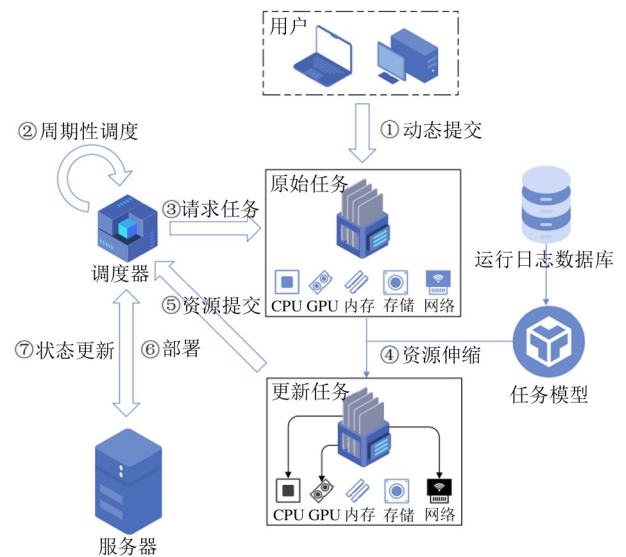 用户
①动态提交
②周期性调度
原始任务
③请求任务
调度器
运行日志数据库
CPU GPU 内存 存储 网络
⑤资源提交
⑦状态更新
⑥部署
④资源伸缩
任务模型
更新任务
CPU GPU 内存 存储 网络
服务器